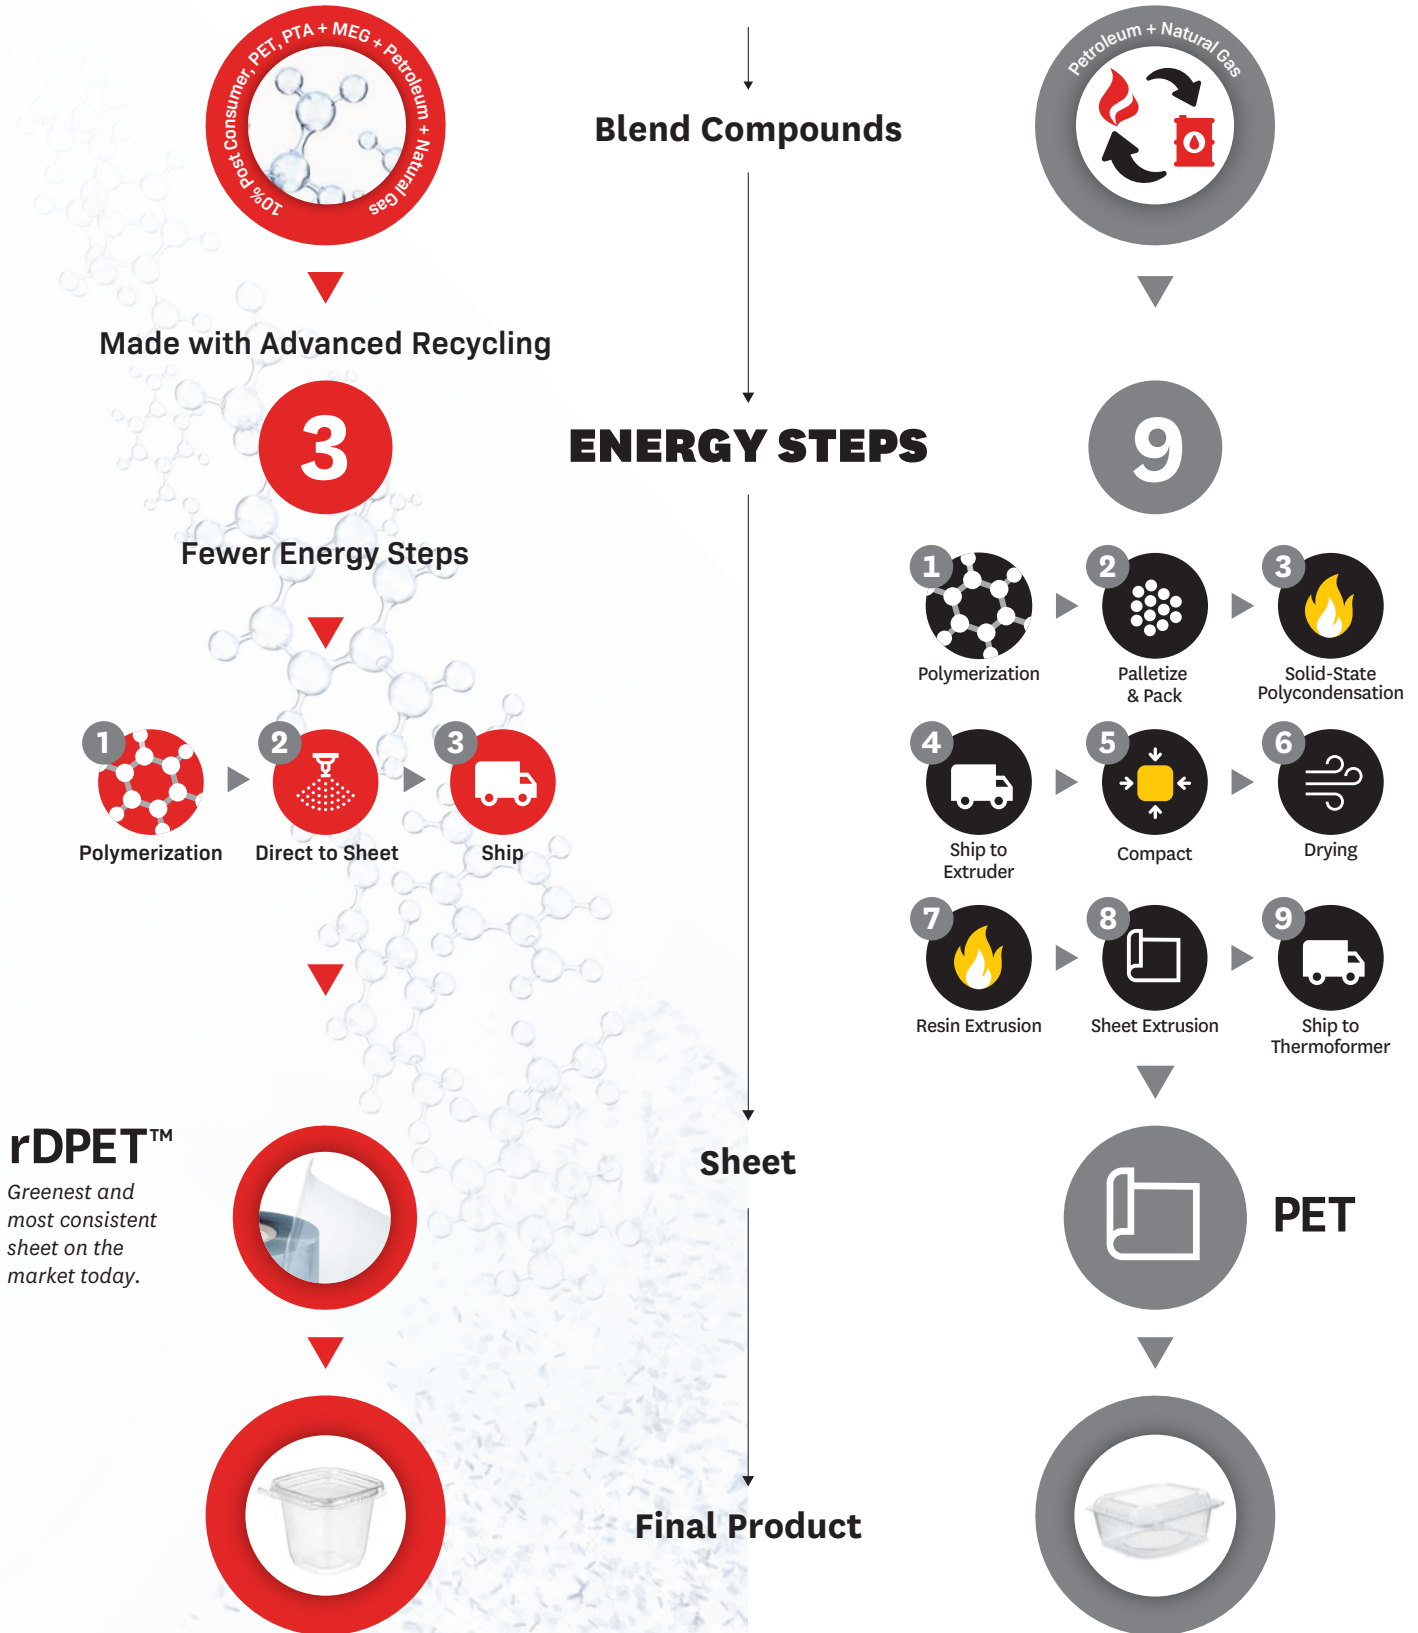 10% Post Consumer, PET, PTA + MEG + Petroleum + Natural Gas
Blend Compounds
Petroleum + Natural Gas
Made with Advanced Recycling
3
Fewer Energy Steps
ENERGY STEPS
9
1
Polymerization
2
Direct to Sheet
3
Ship
1
Polymerization
2
Palletize
& Pack
3
Solid-State
Polycondensation
4
Ship to
Extruder
5
Compact
6
Drying
7
Resin Extrusion
8
Sheet Extrusion
9
Ship to
Thermoformer
rDPET™
Greenest and
most consistent
sheet on the
market today.
Sheet
PET
Final Product